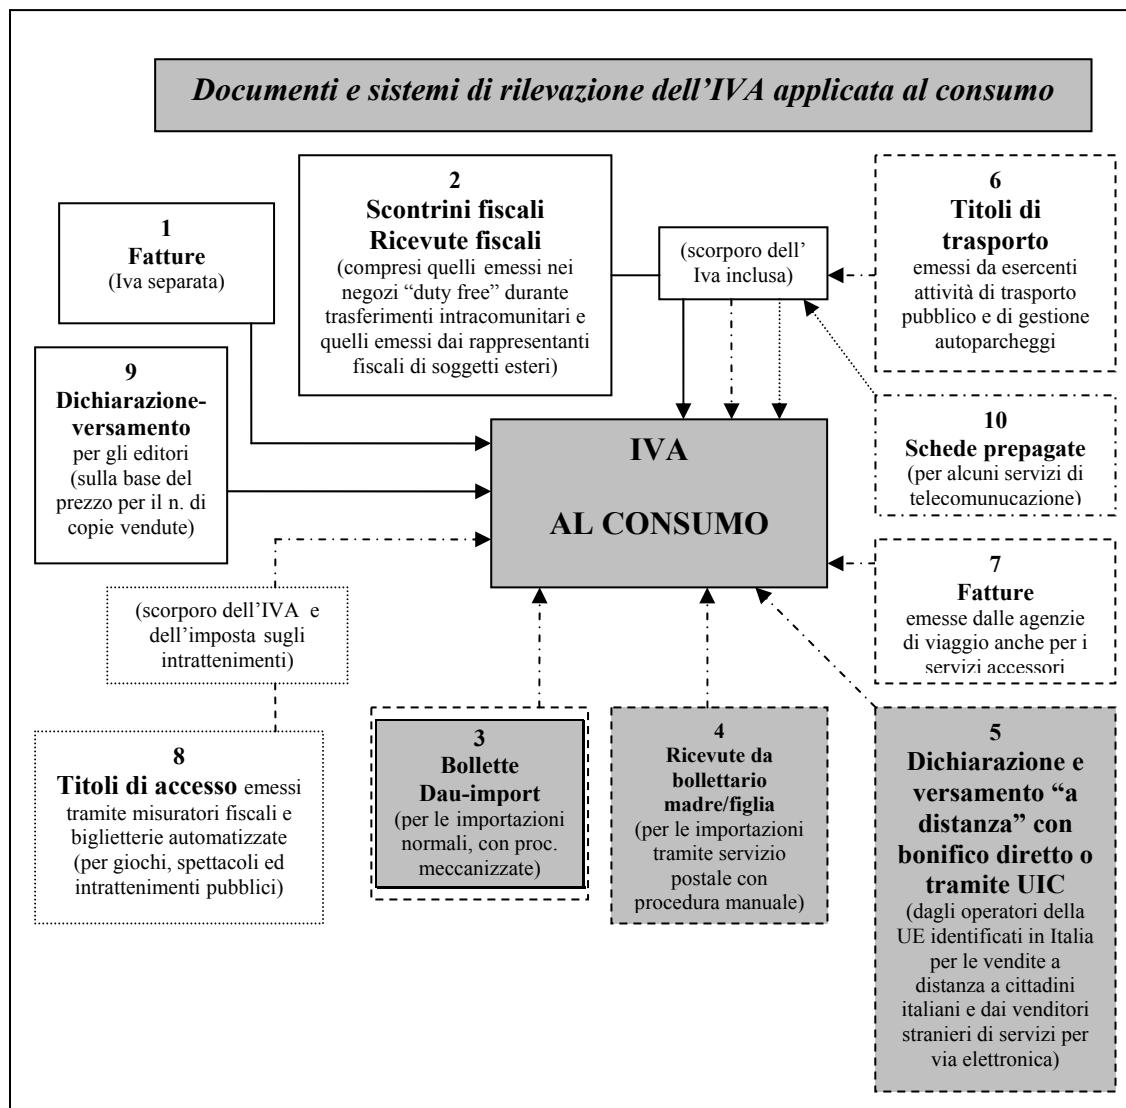 Documenti e sistemi di rilevazione dell’IVA applicata al consumo
1
Fatture
(Iva separata)
2
Scontrini fiscali
Ricevute fiscali
(compresi quelli emessi nei
negozi “duty free” durante
trasferimenti intracomunitari e
quelli emessi dai rappresentanti
fiscali di soggetti esteri)
(scorporo dell’
Iva inclusa)
6
Titoli di
trasporto
emessi da esercenti
attività di trasporto
pubblico e di gestione
autoparcheggi
9
Dichiarazione-
versamento
per gli editori
(sulla base del
prezzo per il n. di
copie vendute)
IVA
AL CONSUMO
10
Schede prepagate
(per alcuni servizi di
telecomunucazione)
7
Fatture
emesse dalle agenzie
di viaggio anche per i
servizi accessori
(scorporo dell’IVA e
dell’imposta sugli
intrattenimenti)
8
Titoli di accesso emessi
tramite misuratori fiscali e
biglietterie automatizzate
(per giochi, spettacoli ed
intrattenimenti pubblici)
3
Bollette
Dau-import
(per le importazioni
normali, con proc.
meccanizzate)
4
Ricevute da
bollettario
madre/figlia
(per le importazioni
tramite servizio
postale con
procedura manuale)
5
Dichiarazione e
versamento “a
distanza” con
bonifico diretto o
tramite UIC
(dagli operatori della
UE identificati in Italia
per le vendite a
distanza a cittadini
italiani e dai venditori
stranieri di servizi per
via elettronica)